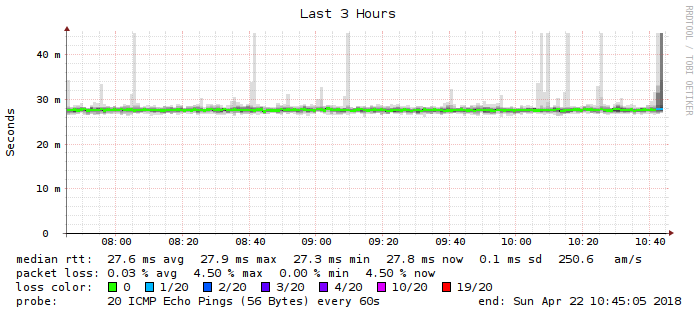 Last 3 Hours
RRDTOOL / TOBI OETIKER
Seconds
40 m
30 m
20 m
10 m
0
08:00 08:20 08:40 09:00 09:20 09:40 10:00 10:20 10:40
median rtt: 27.6 ms avg 27.9 ms max 27.3 ms min 27.8 ms now 0.1 ms sd 250.6 am/s
packet loss: 0.03 % avg 4.50 % max 0.00 % min 4.50 % now
loss color: 0 1/20 2/20 3/20 4/20 10/20 19/20
probe: 20 ICMP Echo Pings (56 Bytes) every 60s end: Sun Apr 22 10:45:05 2018